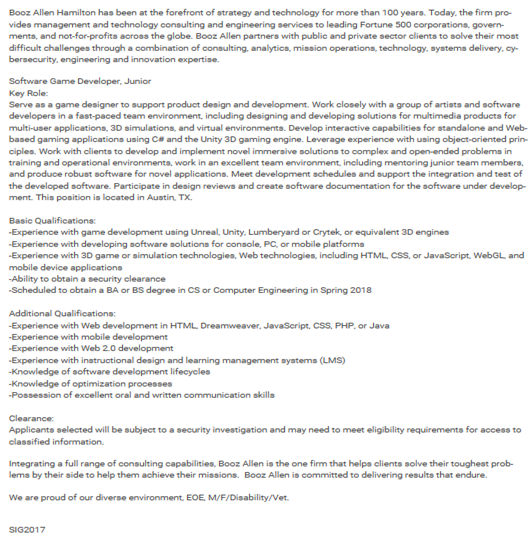 Booz Allen Hamilton has been at the forefront of strategy and technology for more than 100 years. Today, the firm pro-
vides management and technology consulting and engineering services to leading Fortune 500 corporations, govern-
ments, and not-for-profits across the globe. Booz Allen partners with public and private sector clients to solve their most
difficult challenges through a combination of consulting, analytics, mission operations, technology, systems delivery, cy-
bersecurity, engineering and innovation expertise.
Software Game Developer, Junior
Key Role:
Serve as a game designer to support product design and development. Work closely with a group of artists and software
developers in a fast-paced team environment, including designing and developing solutions for multimedia products for
multi-user applications, 3D simulations, and virtual environments. Develop interactive capabilities for standalone and Web-
based gaming applications using C# and the Unity 3D gaming engine. Leverage experience with using object-oriented prin-
ciples. Work with clients to develop and implement novel immersive solutions to complex and open-ended problems in
training and operational environments, work in an excellent team environment, including mentoring junior team members,
and produce robust software for novel applications. Meet development schedules and support the integration and test of
the developed software. Participate in design reviews and create software documentation for the software under develop-
ment. This position is located in Austin, TX.
Basic Qualifications:
-Experience with game development using Unreal, Unity, Lumberyard or Crytek, or equivalent 3D engines
-Experience with developing software solutions for console, PC, or mobile platforms
-Experience with 3D game or simulation technologies, Web technologies, including HTML, CSS, or JavaScript, WebGL, and
mobile device applications
-Ability to obtain a security clearance
-Scheduled to obtain a BA or BS degree in CS or Computer Engineering in Spring 2018
Additional Qualifications:
-Experience with Web development in HTML, Dreamweaver, JavaScript, CSS, PHP, or Java
-Experience with mobile development
-Experience with Web 2.0 development
-Experience with instructional design and learning management systems (LMS)
-Knowledge of software development lifecycles
-Knowledge of optimization processes
-Possession of excellent oral and written communication skills
Clearance:
Applicants selected will be subject to a security investigation and may need to meet eligibility requirements for access to
classified information.
Integrating a full range of consulting capabilities, Booz Allen is the one firm that helps clients solve their toughest prob-
lems by their side to help them achieve their missions. Booz Allen is committed to delivering results that endure.
We are proud of our diverse environment, EOE, M/F/Disability/Vet.
SIG2017